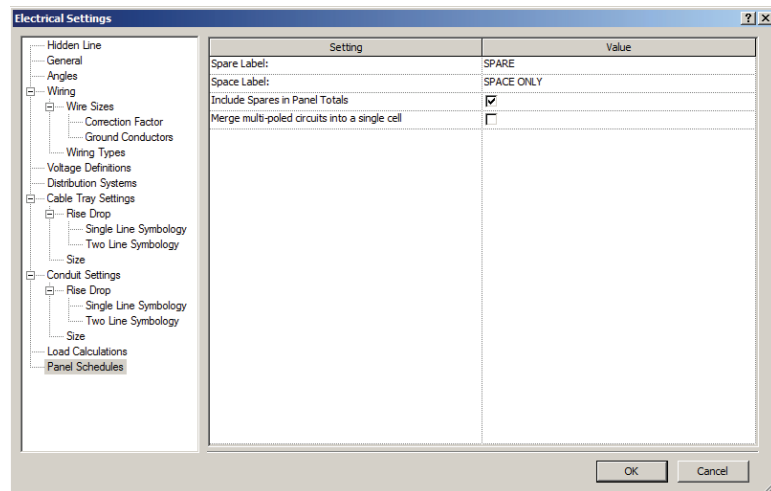 Electrical Settings
? X
Hidden Line
General
Angles
Wiring
Wire Sizes
Correction Factor
Ground Conductors
Wiring Types
Voltage Definitions
Distribution Systems
Cable Tray Settings
Rise Drop
Single Line Symbology
Two Line Symbology
Size
Conduit Settings
Rise Drop
Single Line Symbology
Two Line Symbology
Size
Load Calculations
Panel Schedules
Setting Value
Spare Label: SPARE
Space Label: SPACE ONLY
Include Spares in Panel Totals
Merge multi-poled circuits into a single cell
OK Cancel